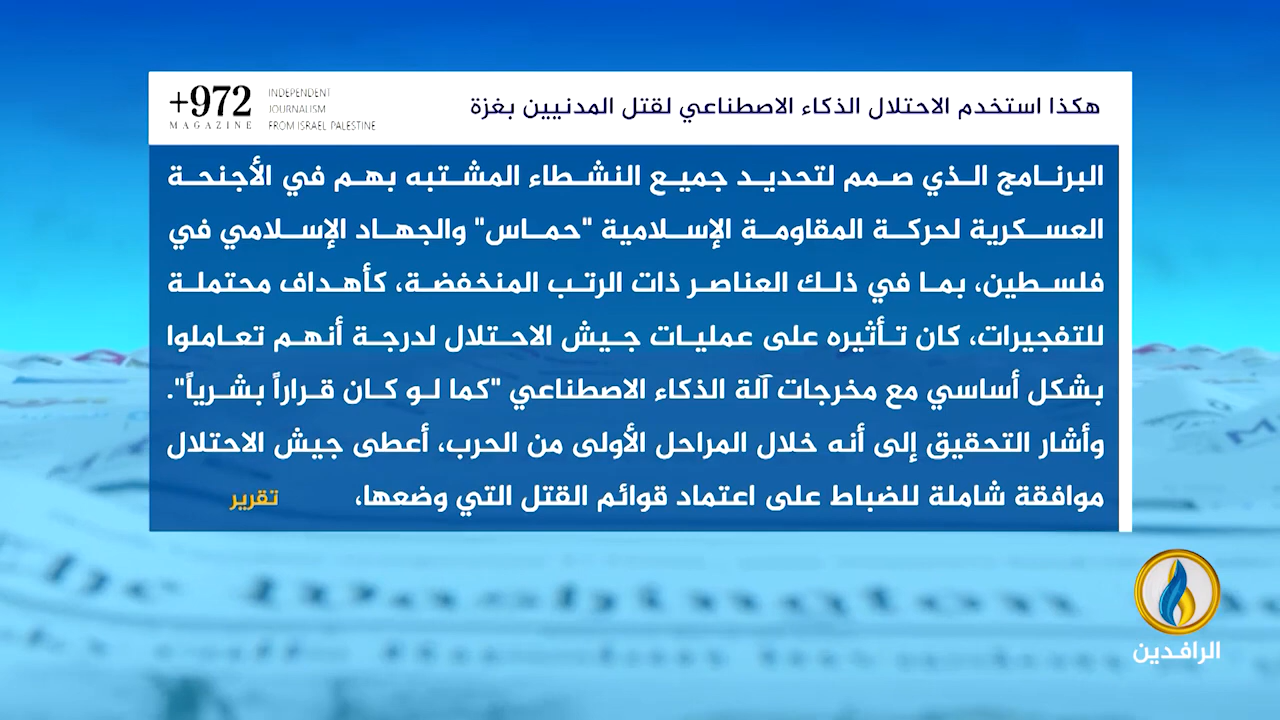 +972
MAGAZINE
INDEPENDENT
JOURNALISM
FROM ISRAEL PALESTINE
هكذا استخدم الاحتلال الذكاء الاصطناعي لقتل المدنيين بغزة
البرنامج الذي صمم لتحديد جميع النشطاء المشتبه بهم في الأجنحة
العسكرية لحركة المقاومة الإسلامية "حماس" والجهاد الإسلامي في
فلسطين، بما في ذلك العناصر ذات الرتب المنخفضة، كأهداف محتملة
للتفجيرات، كان تأثيره على عمليات جيش الاحتلال لدرجة أنهم تعاملوا
بشكل أساسي مع مخرجات آلة الذكاء الاصطناعي "كما لو كان قراراً بشرياً".
وأشار التحقيق إلى أنه خلال المراحل الأولى من الحرب، أعطى جيش الاحتلال
موافقة شاملة للضباط على اعتماد قوائم القتل التي وضعها،
تقرير
الرافدين